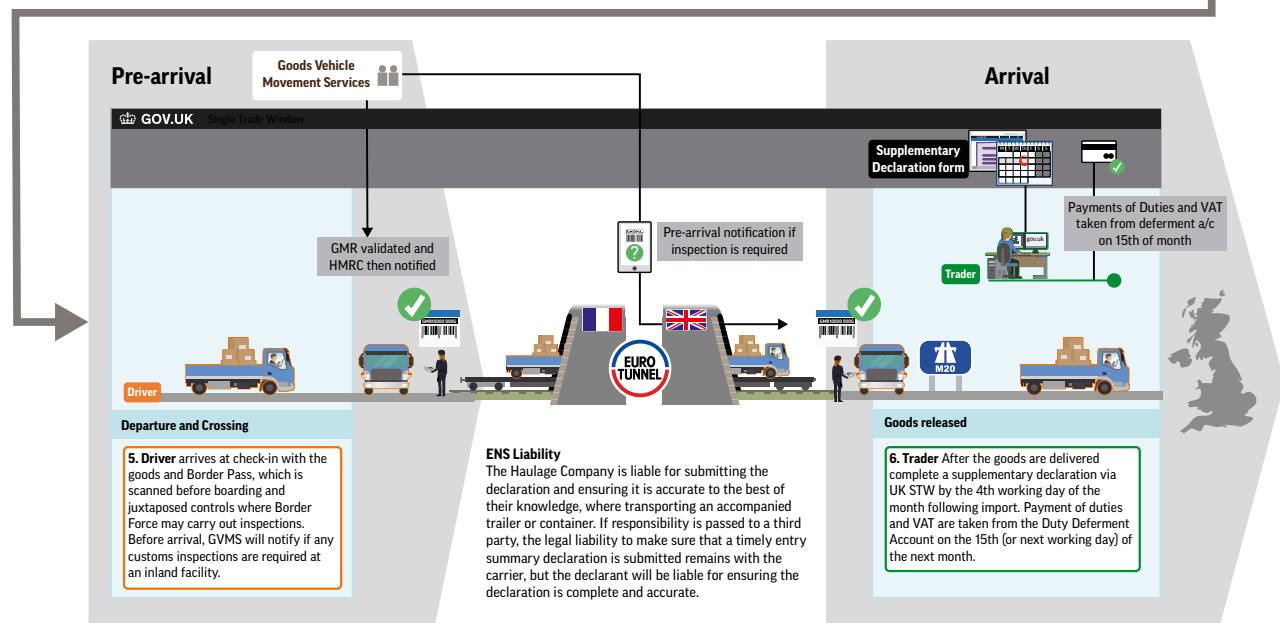 Pre-arrival
Goods Vehicle
Movement Services
Arrival
GOV.UK
Single Trade Window
Supplementary
Declaration form
Payments of Duties and VAT
taken from deferment a/c
on 15th of month
GMR validated and
HMRC then notified
Pre-arrival notification if
inspection is required
?
gov.uk
Trader
EURO
TUNNEL
M20
Driver
Departure and Crossing
5. Driver arrives at check-in with the
goods and Border Pass, which is
scanned before boarding and
juxtaposed controls where Border
Force may carry out inspections.
Before arrival, GVMS will notify if any
customs inspections are required at
an inland facility.
ENS Liability
The Haulage Company is liable for submitting the
declaration and ensuring it is accurate to the best of
their knowledge, where transporting an accompanied
trailer or container. If responsibility is passed to a third
party, the legal liability to make sure that a timely entry
summary declaration is submitted remains with the
carrier, but the declarant will be liable for ensuring the
declaration is complete and accurate.
Goods released
6. Trader After the goods are delivered
complete a supplementary declaration via
UK STW by the 4th working day of the
month following import. Payment of duties
and VAT are taken from the Duty Deferment
Account on the 15th (or next working day) of
the next month.